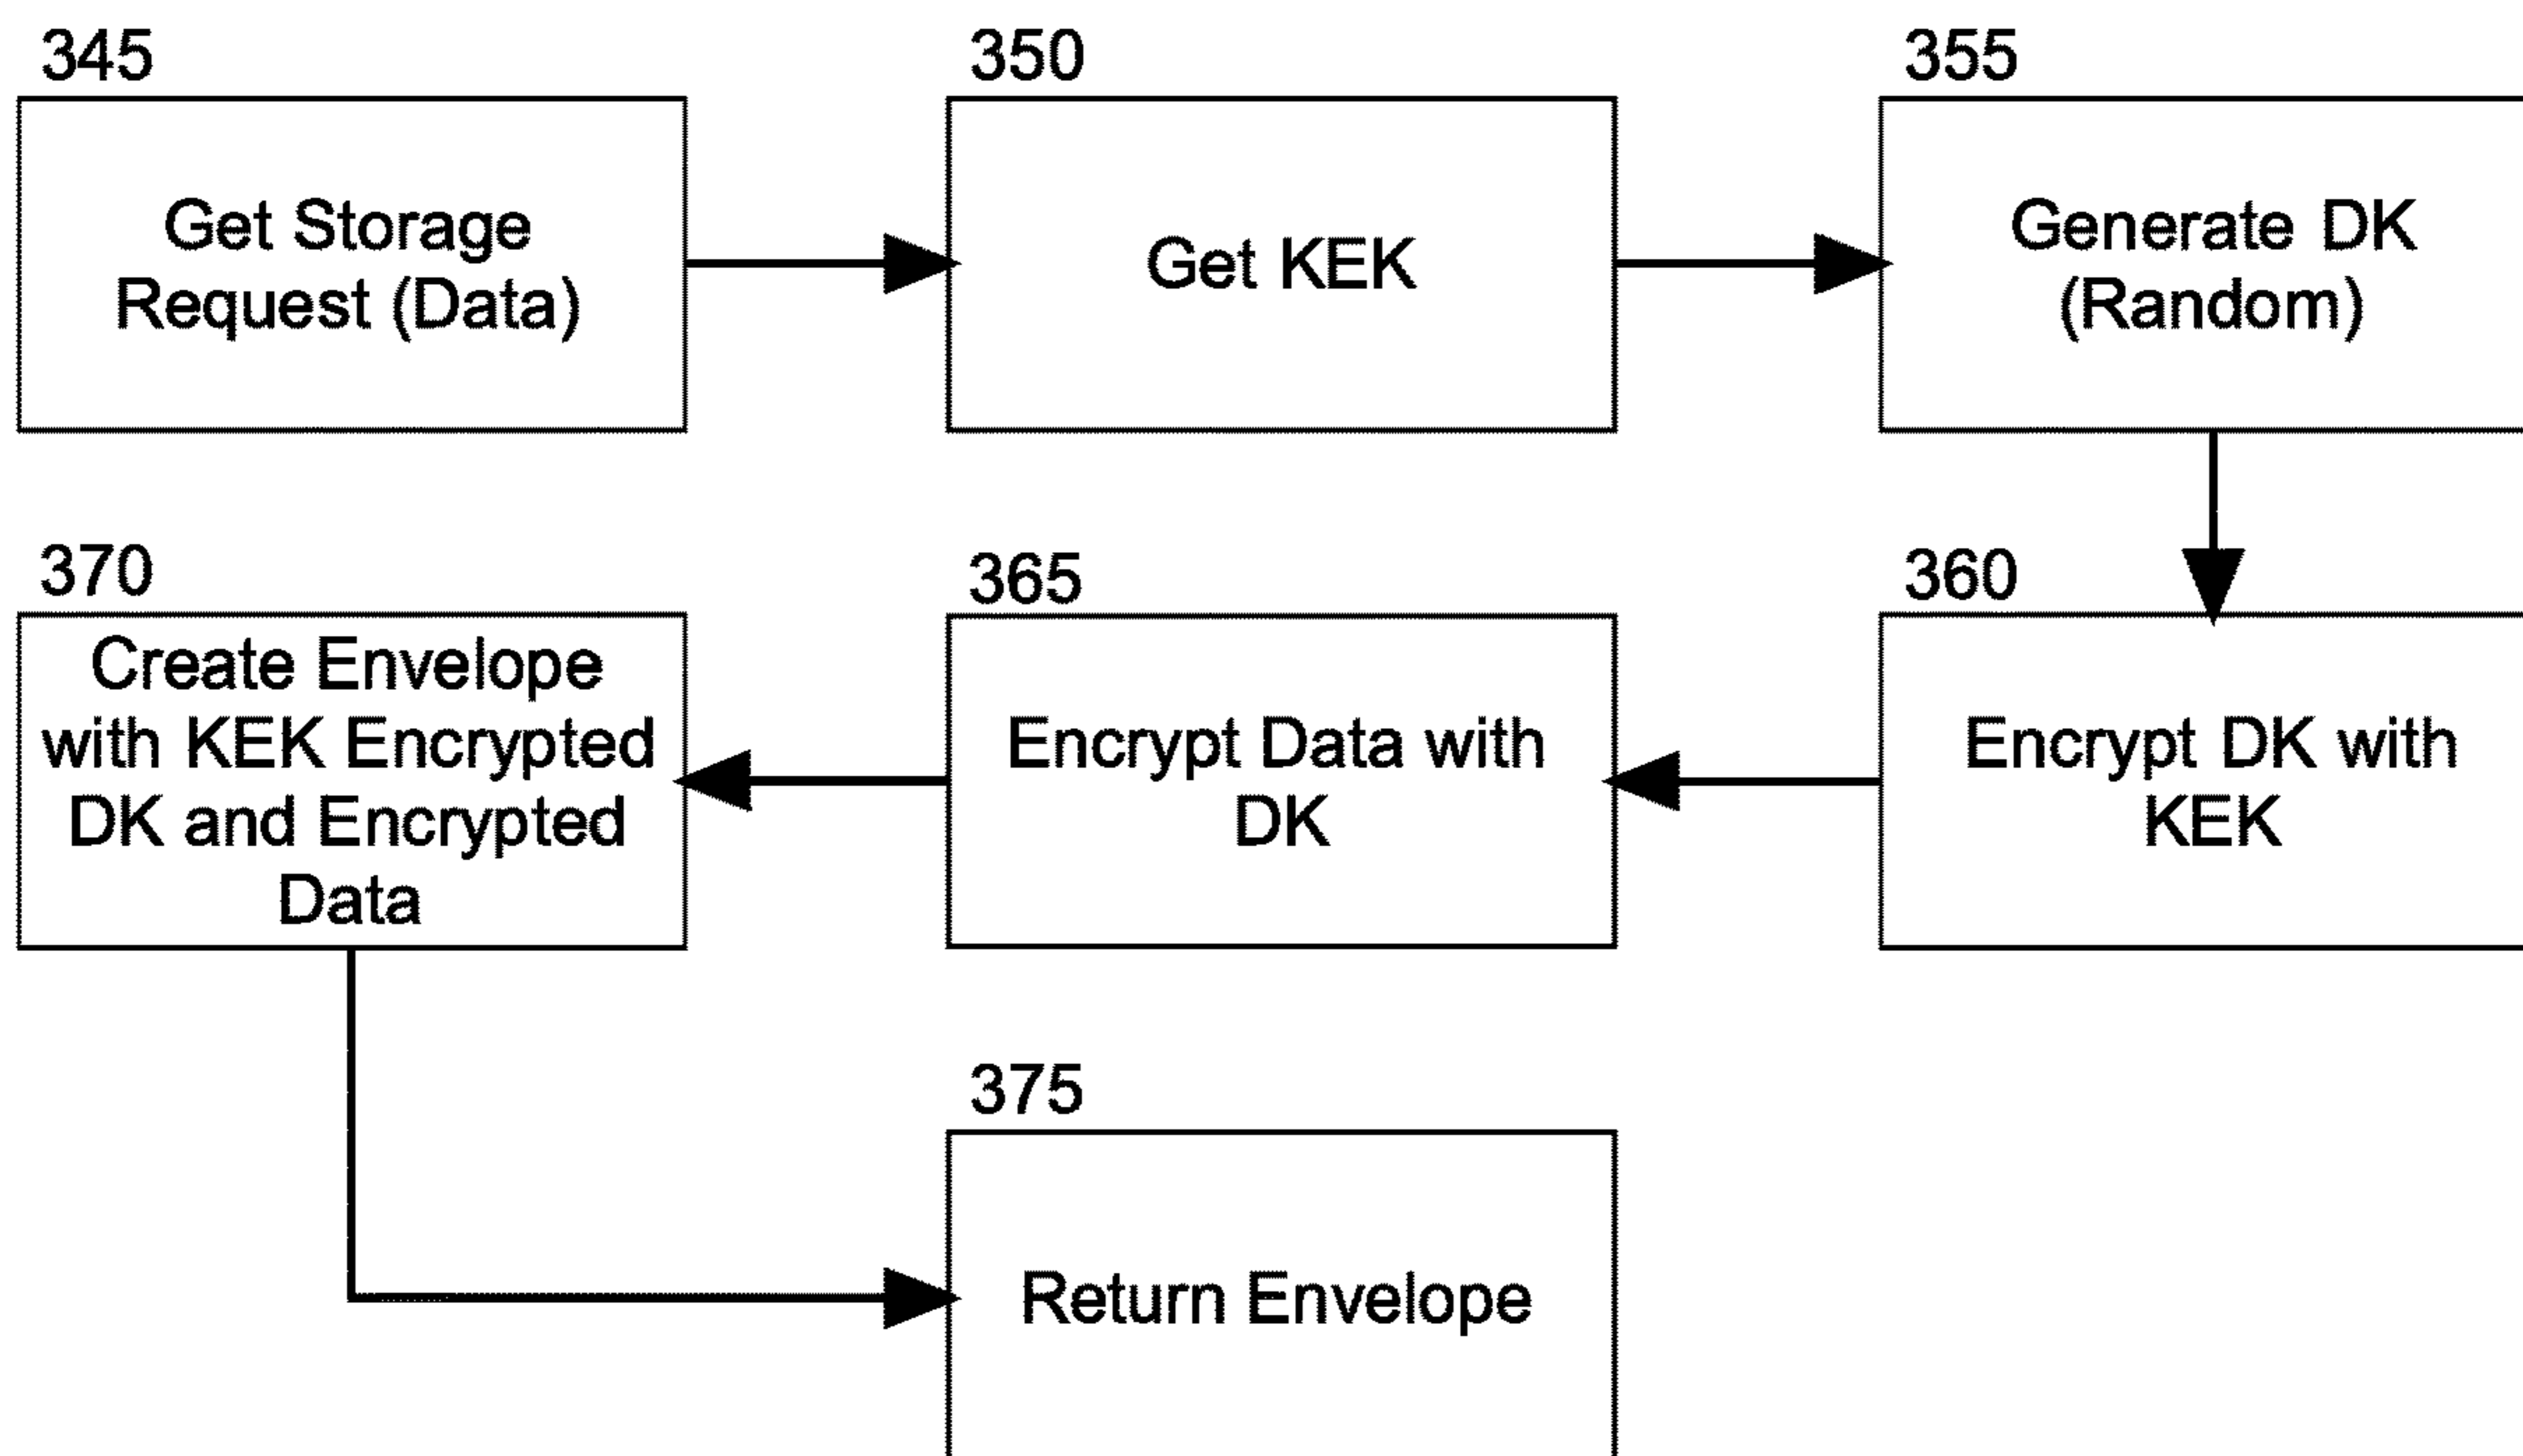 345
Get Storage
Request (Data)
350
Get KEK
355
Generate DK
(Random)
360
Encrypt DK with
KEK
365
Encrypt Data with
DK
370
Create Envelope
with KEK Encrypted
DK and Encrypted
Data
375
Return Envelope